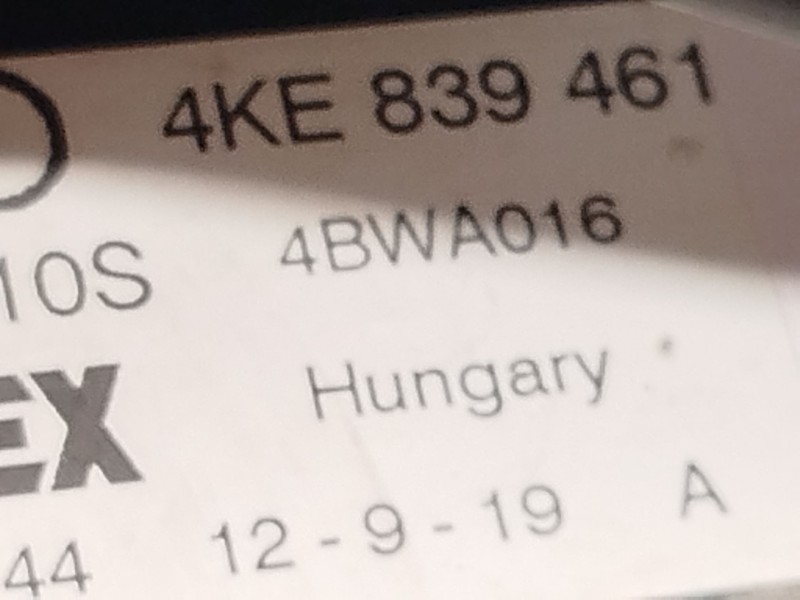 4KE 839 461
10S 4BWA016
EX Hungary
44 12 - 9 - 19 A